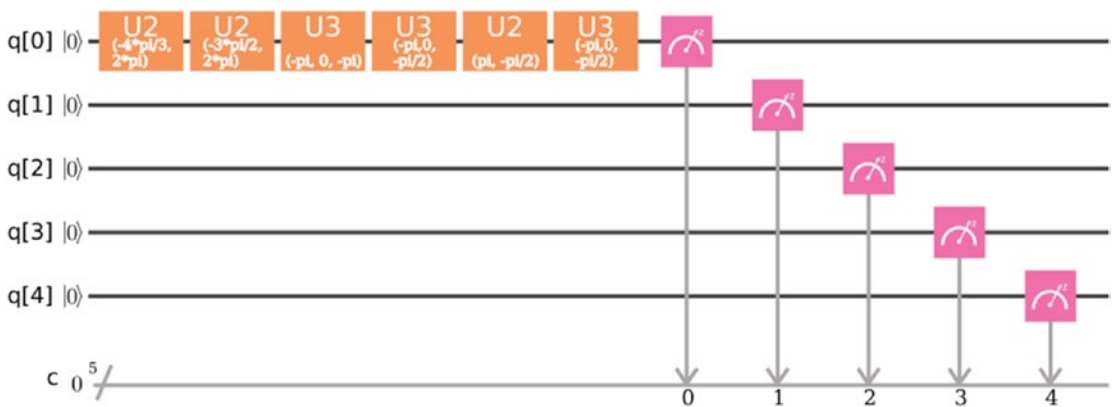 U2 U2 U3 U3 U2 U3
q[0] |0⟩ (-4*pi/3, 2*pi) (-3*pi/2, 2*pi) (-pi, 0, -pi) (-pi,0, -pi/2) (pi, -pi/2) (-pi,0, -pi/2)
z
q[1] |0⟩ z
q[2] |0⟩ z
q[3] |0⟩ z
q[4] |0⟩ z
c 0 5
0 1 2 3 4